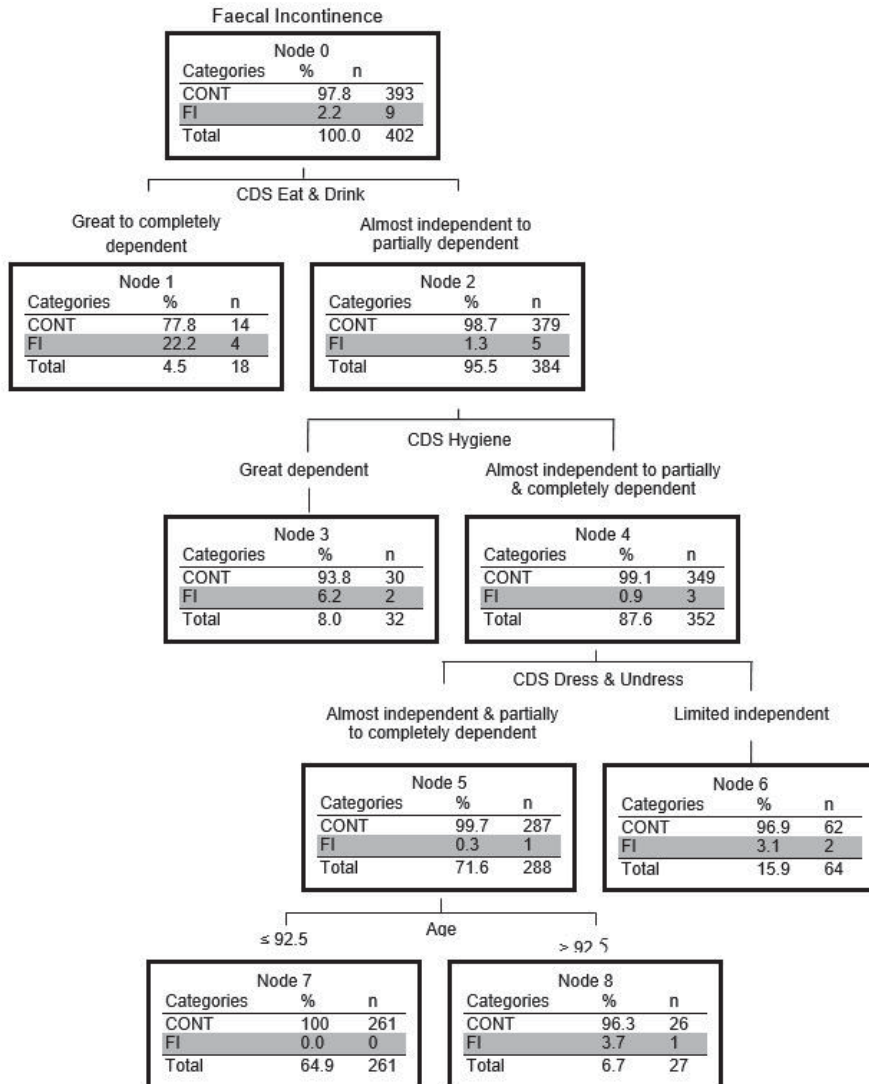 Faecal Incontinence
Node 0
Categories % n
CONT 97.8 393
FI 2.2 9
Total 100.0 402
CDS Eat & Drink
Great to completely
dependent
Almost independent to
partially dependent
Node 1
Categories % n
CONT 77.8 14
FI 22.2 4
Total 4.5 18
Node 2
Categories % n
CONT 98.7 379
FI 1.3 5
Total 95.5 384
CDS Hygiene
Great dependent
Almost independent to partially
& completely dependent
Node 3
Categories % n
CONT 93.8 30
FI 6.2 2
Total 8.0 32
Node 4
Categories % n
CONT 99.1 349
FI 0.9 3
Total 87.6 352
CDS Dress & Undress
Almost independent & partially
to completely dependent
Limited independent
Node 5
Categories % n
CONT 99.7 287
FI 0.3 1
Total 71.6 288
Node 6
Categories % n
CONT 96.9 62
FI 3.1 2
Total 15.9 64
Age
≤ 92.5
> 92.5
Node 7
Categories % n
CONT 100 261
FI 0.0 0
Total 64.9 261
Node 8
Categories % n
CONT 96.3 26
FI 3.7 1
Total 6.7 27